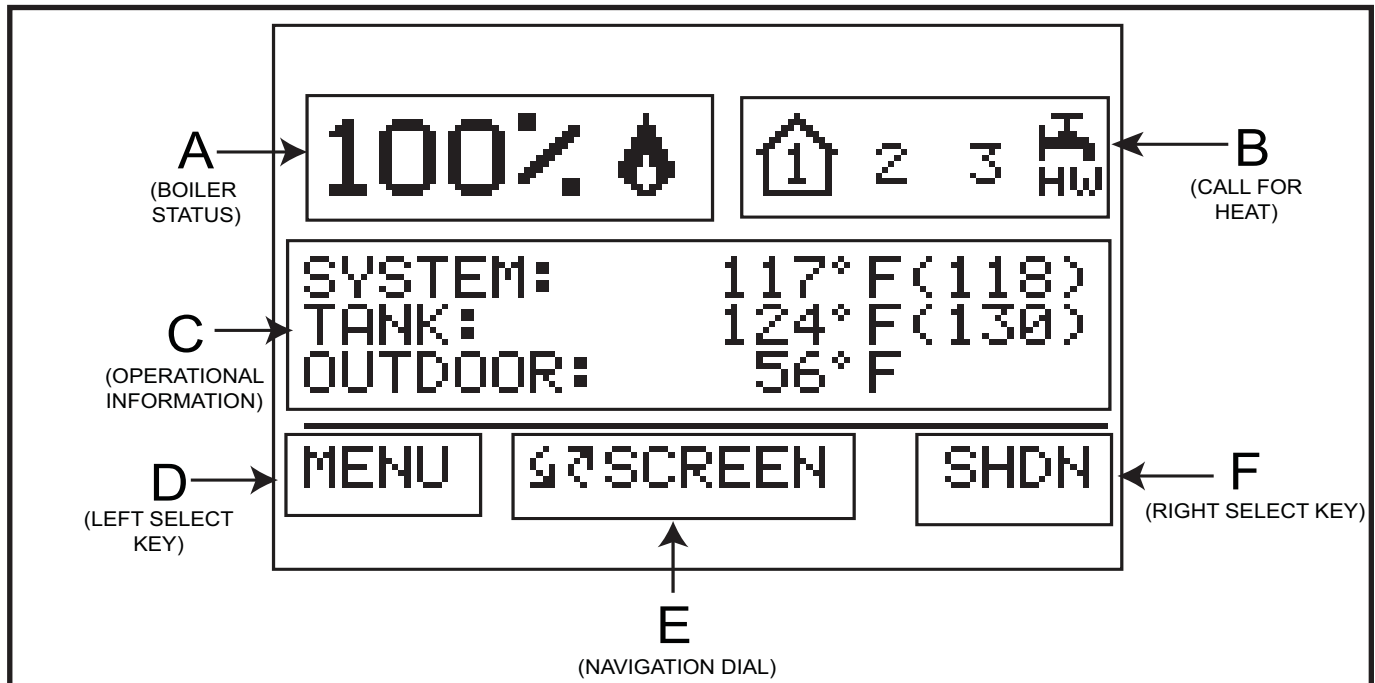 100%
1 2 3 HW
A
(BOILER
STATUS)
B
(CALL FOR
HEAT)
SYSTEM: 117°F(118)
TANK: 124°F(130)
OUTDOOR: 56°F
C
(OPERATIONAL
INFORMATION)
MENU SCREEN SHDN
D
(LEFT SELECT
KEY)
F
(RIGHT SELECT KEY)
E
(NAVIGATION DIAL)